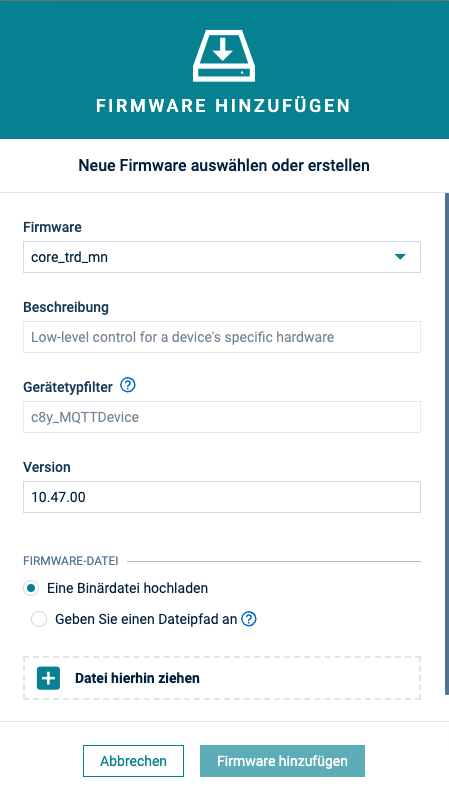 FIRMWARE HINZUFÜGEN
Neue Firmware auswählen oder erstellen
Firmware
core_trd_mn
Beschreibung
Low-level control for a device's specific hardware
Gerätetypfilter ?
c8y_MQTTDevice
Version
10.47.00
FIRMWARE-DATEI
Eine Binärdatei hochladen
Geben Sie einen Dateipfad an ?
Datei hierhin ziehen
Abbrechen
Firmware hinzufügen